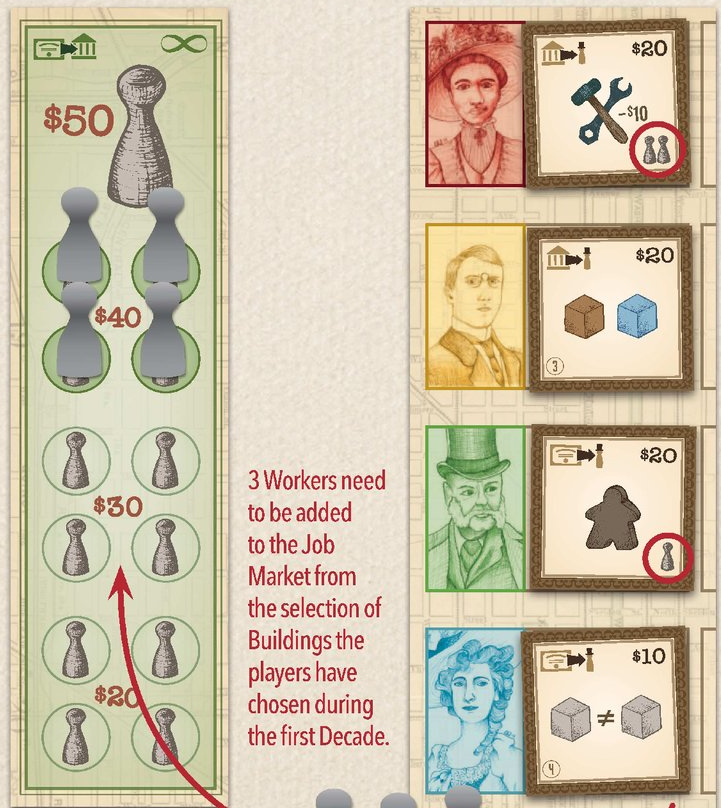 $50
$40
$30
$20
3 Workers need
to be added
to the Job
Market from
the selection of
Buildings the
players have
chosen during
the first Decade.
$20
-$10
$20
3
$20
$10
≠
4